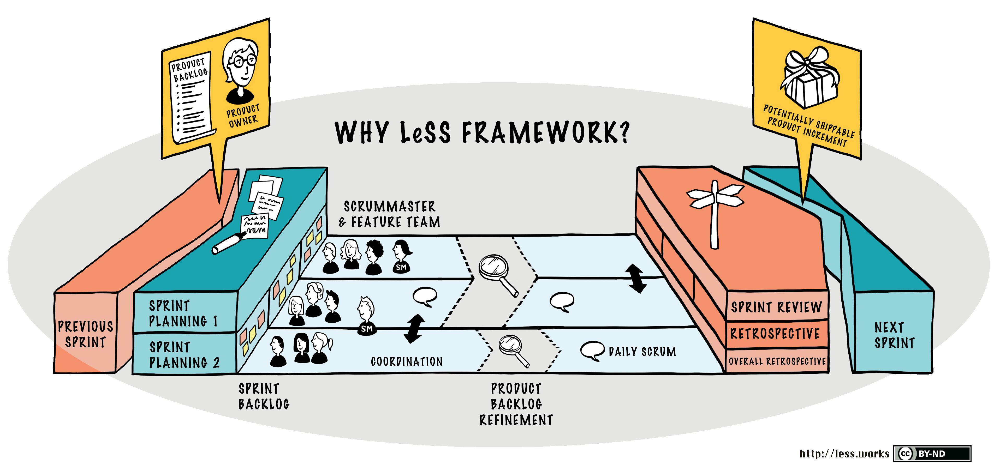 PRODUCT
BACKLOG
PRODUCT
OWNER
POTENTIALLY SHIPPABLE
PRODUCT INCREMENT
WHY LeSS FRAMEWORK?
SCRUMMASTER
& FEATURE TEAM
SM
SM
PREVIOUS
SPRINT
SPRINT
PLANNING 1
SPRINT
PLANNING 2
COORDINATION
DAILY SCRUM
SPRINT REVIEW
RETROSPECTIVE
OVERALL RETROSPECTIVE
NEXT
SPRINT
SPRINT
BACKLOG
PRODUCT
BACKLOG
REFINEMENT
http://less.works
cc BY-ND